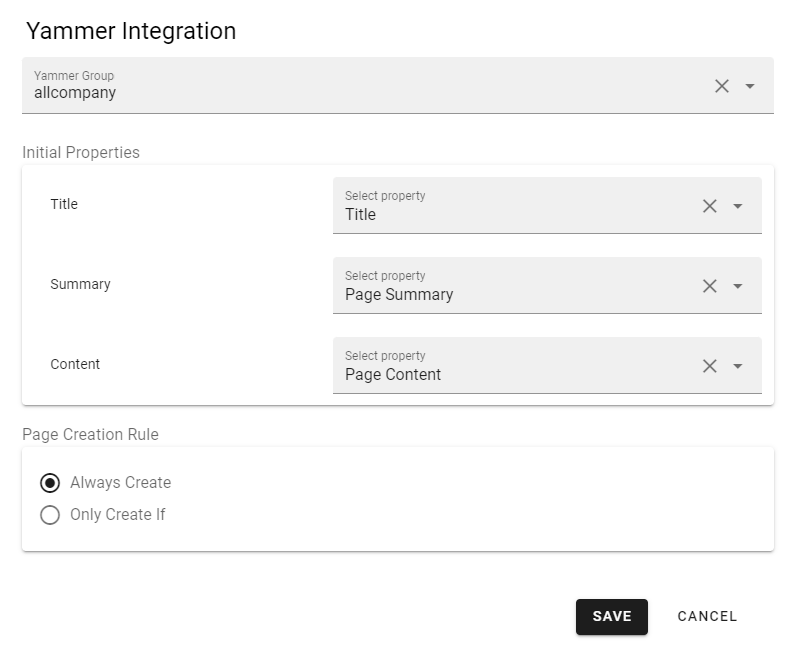 Yammer Integration
Yammer Group
allcompany
Initial Properties
Title
Select property
Title
Summary
Select property
Page Summary
Content
Select property
Page Content
Page Creation Rule
Always Create
Only Create If
SAVE CANCEL